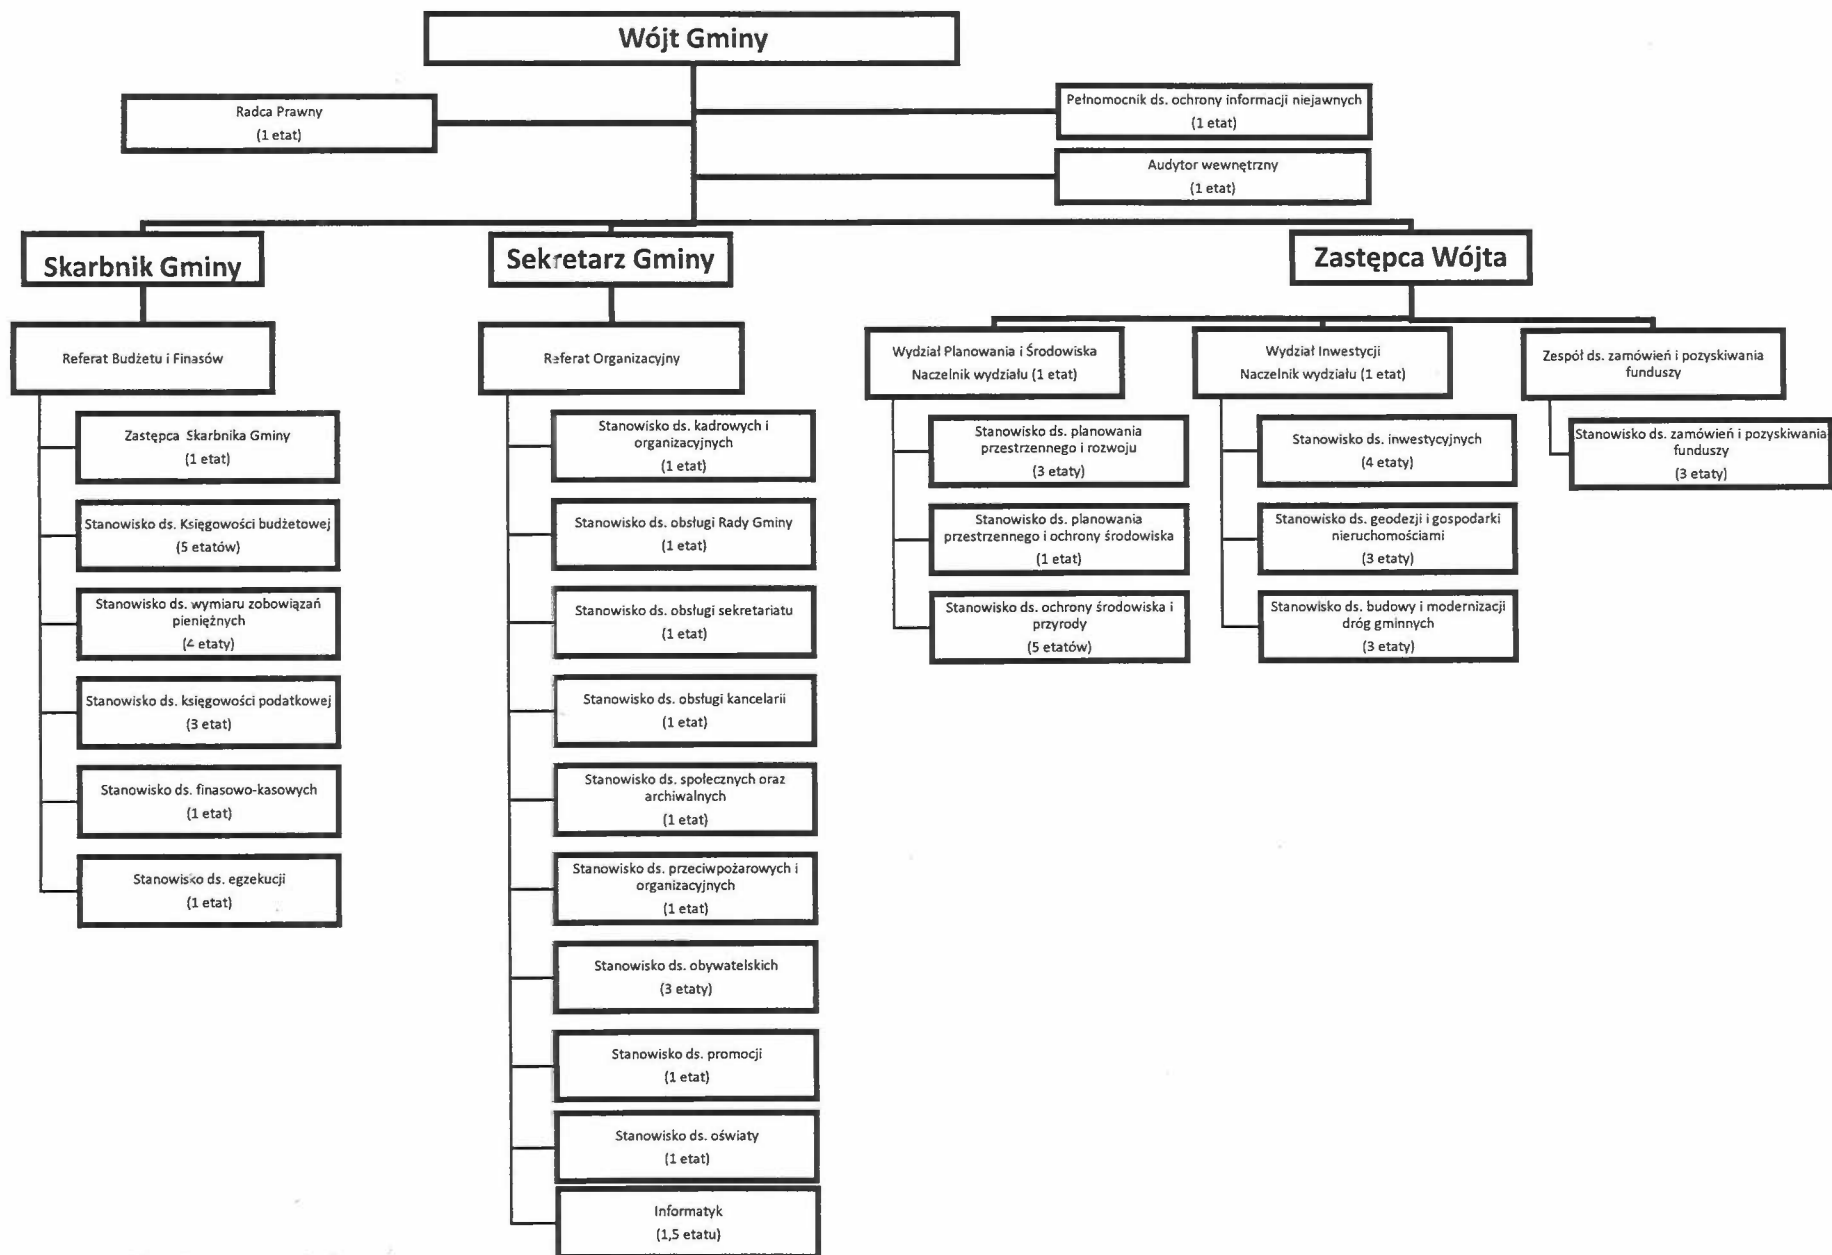 Wójt Gminy
Radca Prawny
(1 etat)
Pełnomocnik ds. ochrony informacji niejawnych
(1 etat)
Audytor wewnętrzny
(1 etat)
Skarbnik Gminy
Sekretarz Gminy
Zastępca Wójta
Referat Budżetu i Finasów
Zastępca Skarbnika Gminy
(1 etat)
Stanowisko ds. Księgowości budżetowej
(5 etatów)
Stanowisko ds. wymiaru zobowiązań
pieniężnych
(4 etaty)
Stanowisko ds. księgowości podatkowej
(3 etat)
Stanowisko ds. finasowo-kasowych
(1 etat)
Stanowisko ds. egzekucji
(1 etat)
Referat Organizacyjny
Stanowisko ds. kadrowych i
organizacyjnych
(1 etat)
Stanowisko ds. obsługi Rady Gminy
(1 etat)
Stanowisko ds. obsługi sekretariatu
(1 etat)
Stanowisko ds. obsługi kancelarii
(1 etat)
Stanowisko ds. społecznych oraz
archiwalnych
(1 etat)
Stanowisko ds. przeciwpożarowych i
organizacyjnych
(1 etat)
Stanowisko ds. obywatelskich
(3 etaty)
Stanowisko ds. promocji
(1 etat)
Stanowisko ds. oświaty
(1 etat)
Informatyk
(1,5 etatu)
Wydział Planowania i Środowiska
Naczelnik wydziału (1 etat)
Stanowisko ds. planowania
przestrzennego i rozwoju
(3 etaty)
Stanowisko ds. planowania
przestrzennego i ochrony środowiska
(1 etat)
Stanowisko ds. ochrony środowiska i
przyrody
(5 etatów)
Wydział Inwestycji
Naczelnik wydziału (1 etat)
Stanowisko ds. inwestycyjnych
(4 etaty)
Stanowisko ds. geodezji i gospodarki
nieruchomościami
(3 etaty)
Stanowisko ds. budowy i modernizacji
dróg gminnych
(3 etaty)
Zespół ds. zamówień i pozyskiwania
funduszy
Stanowisko ds. zamówień i pozyskiwania
funduszy
(3 etaty)